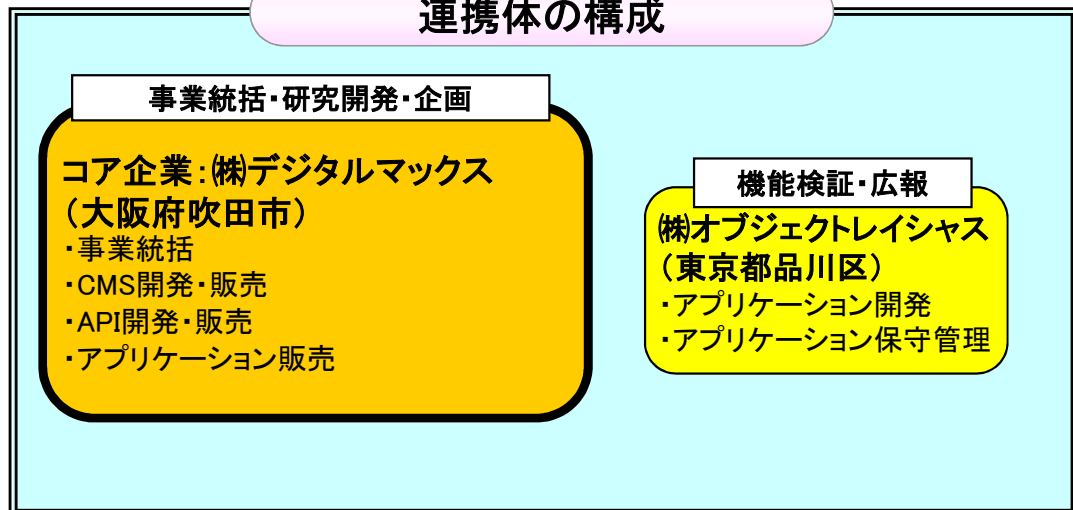 連携体の構成
事業統括・研究開発・企画
コア企業:㈱デジタルマックス
(大阪府吹田市)
・事業統括
・CMS開発・販売
・API開発・販売
・アプリケーション販売
機能検証・広報
㈱オブジェクトレイシャス
(東京都品川区)
・アプリケーション開発
・アプリケーション保守管理